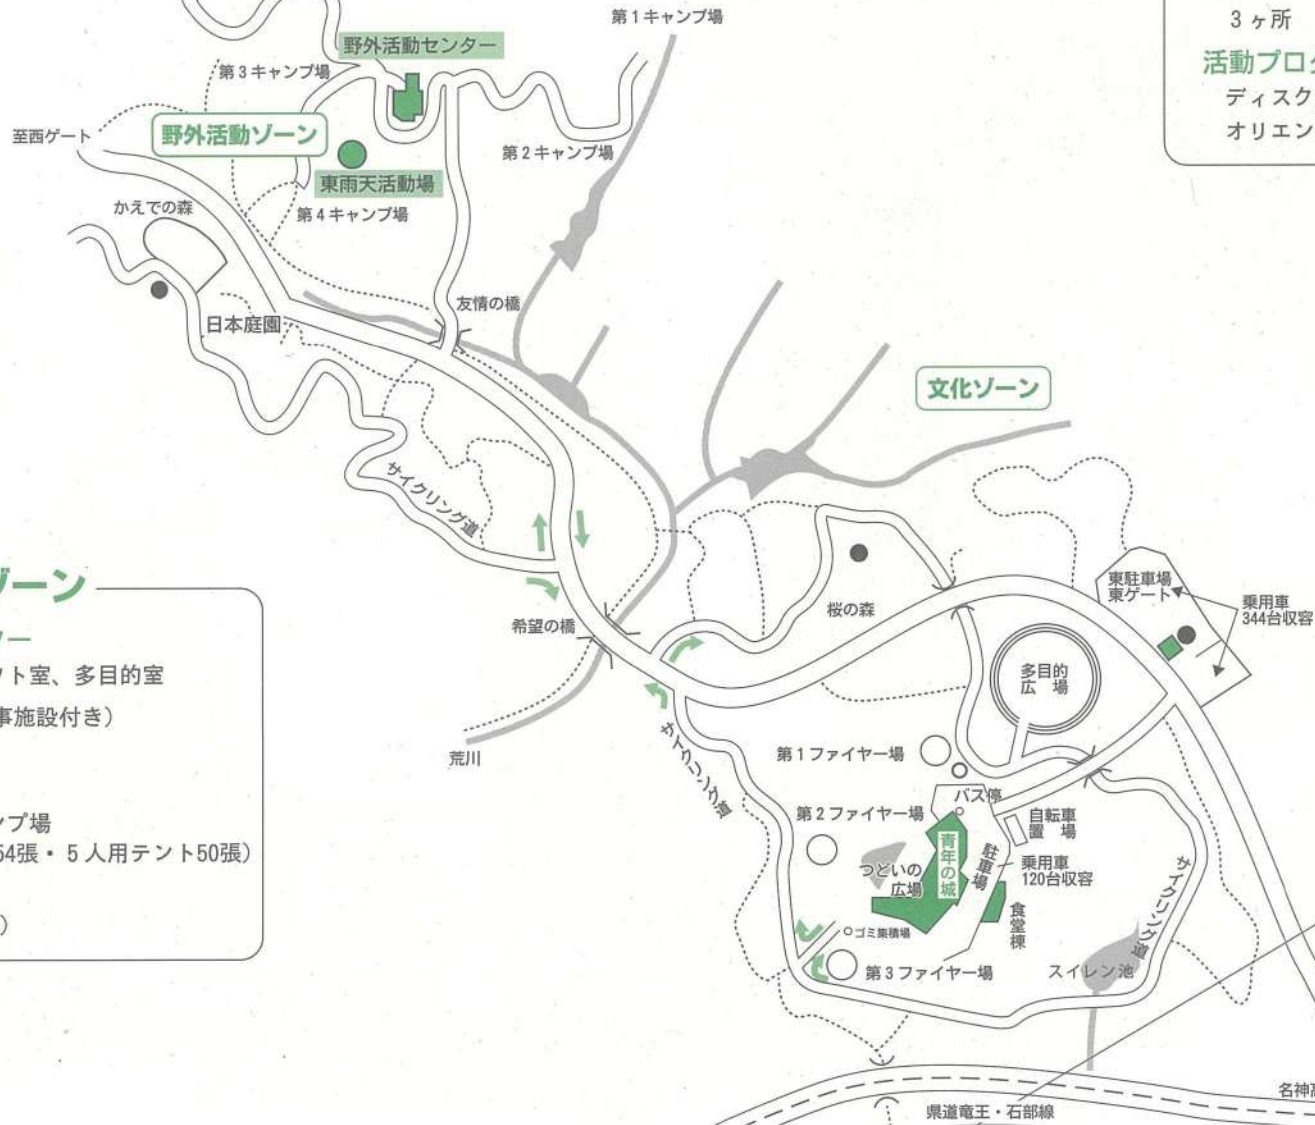 第1キャンプ場
3ヶ所
野外活動センター
活動プログ
第3キャンプ場
ディスク
オリエン
至西ゲート
野外活動ゾーン
第2キャンプ場
東雨天活動場
かえでの森
第4キャンプ場
友情の橋
日本庭園
文化ゾーン
サイクリング道
ゾーン
東駐車場
東ゲート
乗用車
344台収容
桜の森
希望の橋
ット室、多目的室
多目的
広 場
事施設付き）
荒川
サイクリング道
第1ファイヤー場
バス停
第2ファイヤー場
自転車
置 場
ンプ場
54張・5人用テント50張）
青年の城
駐車場
乗用車
120台収容
つどいの
広場
サイクリング道
食堂棟
ゴミ集積場
第3ファイヤー場
スイレン池
名神高
県道竜王・石部線